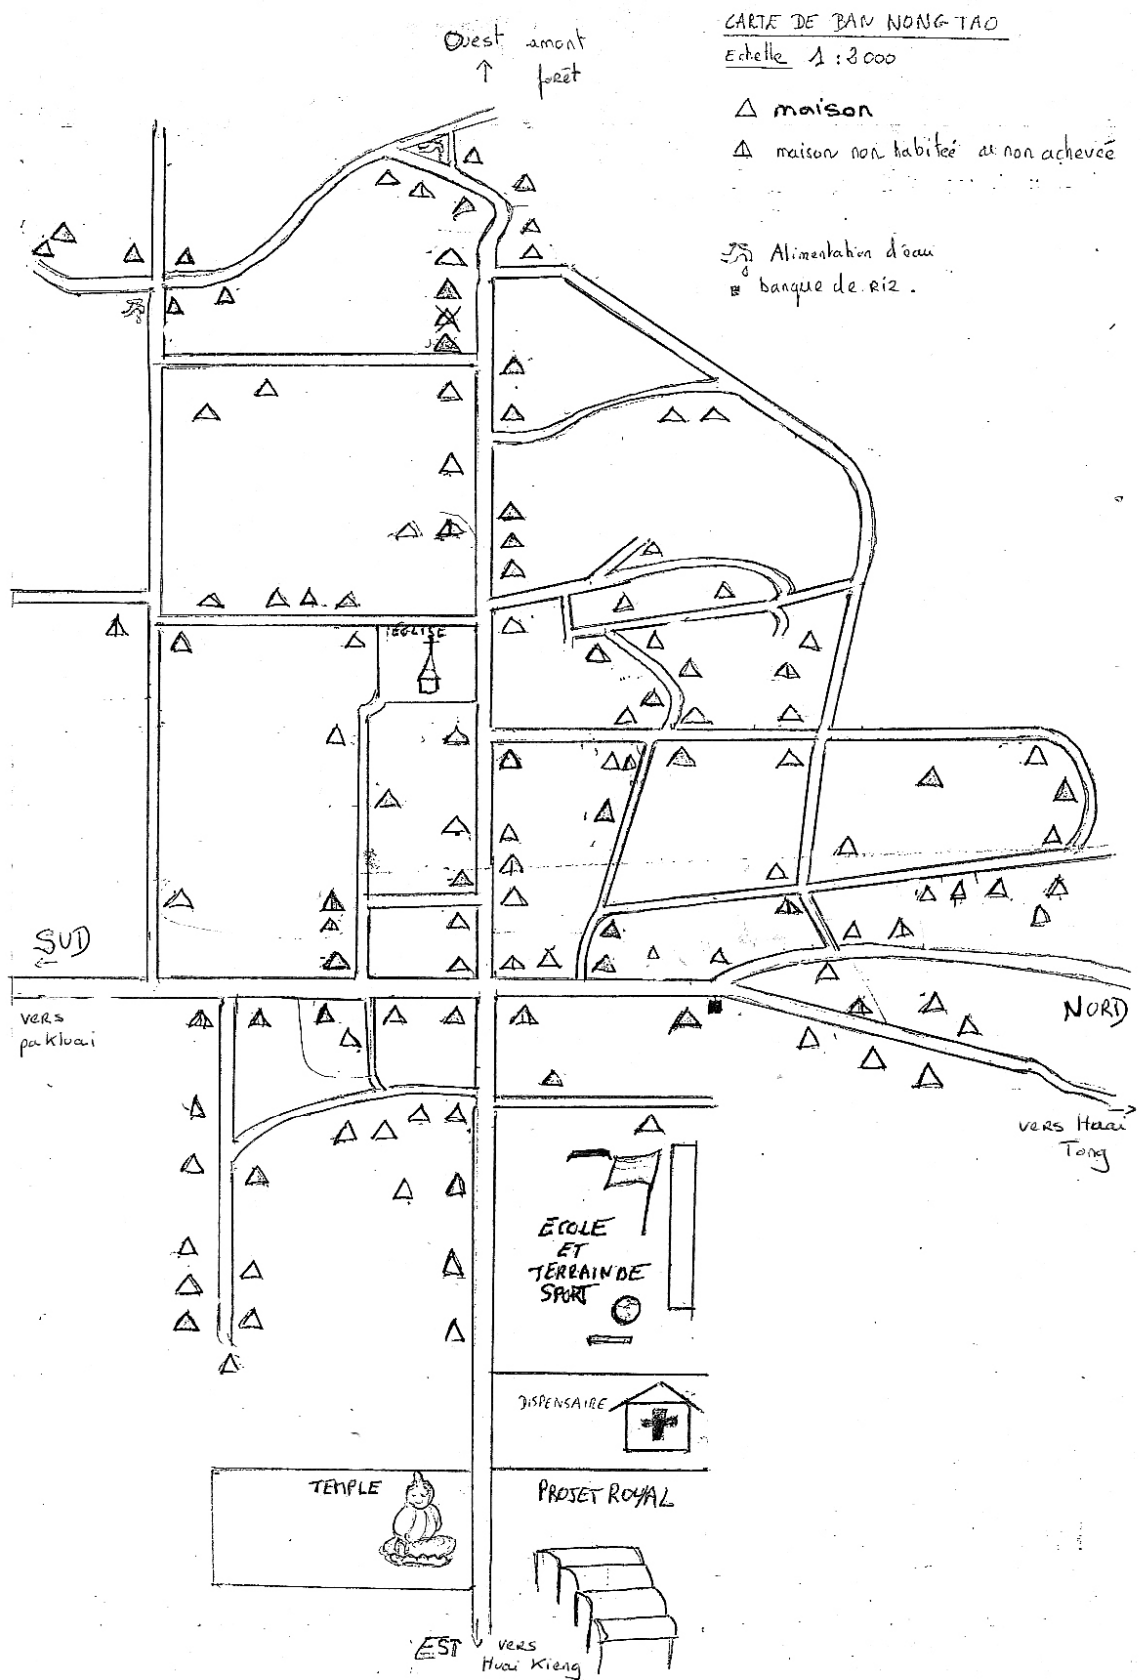 CARTE DE BAN NONG TAO
Echelle 1 : 2000
Ouest amont
forêt
maison
maison non habitée ou non achevée
Alimentation d'eau
banque de RIZ.
EGLISE
SUD
vers
pakluai
NORD
vers Huai
Tong
ECOLE
ET
TERRAIN DE
SPORT
DISPENSAIRE
TEMPLE
PROJET ROYAL
EST
vers
Huai Kieng